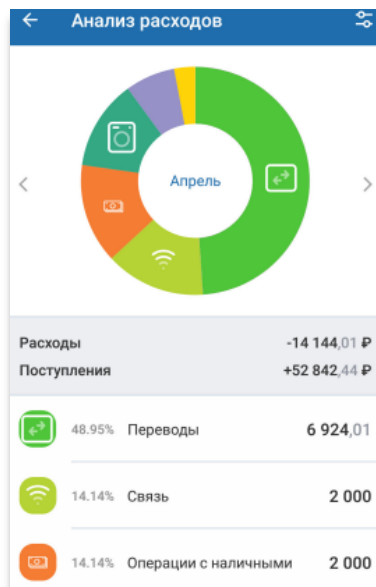 Анализ расходов
Апрель
Расходы -14 144,01 ₽
Поступления +52 842,44 ₽
48.95% Переводы 6 924,01
14.14% Связь 2 000
14.14% Операции с наличными 2 000